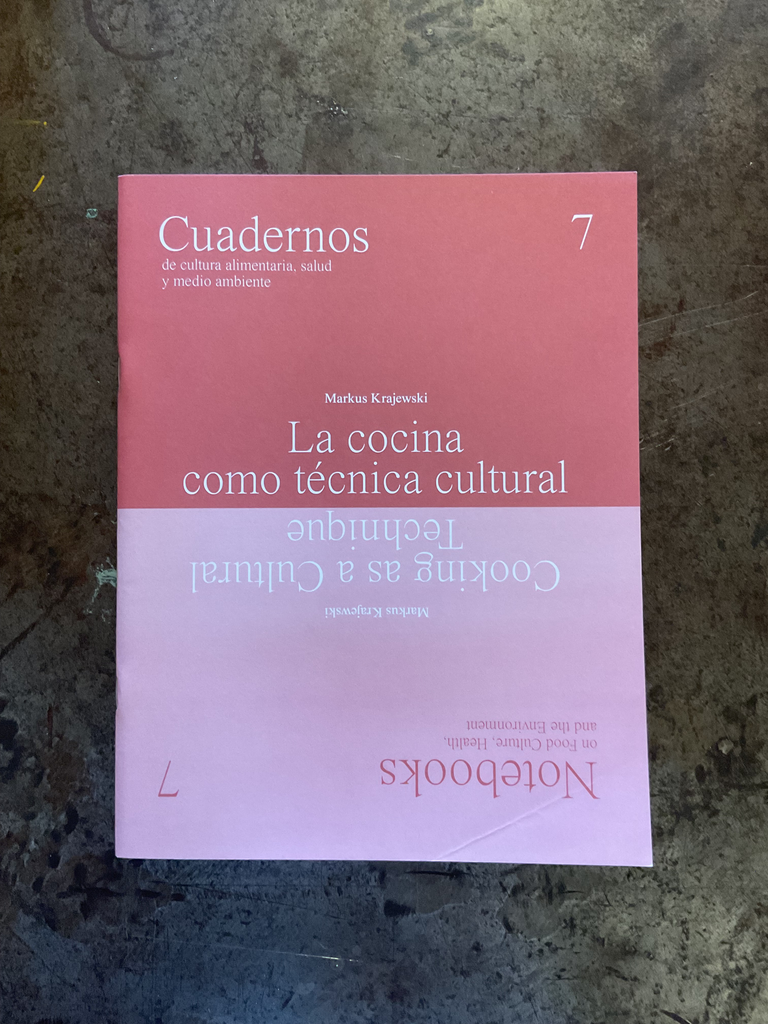 Cuadernos
7
de cultura alimentaria, salud
y medio ambiente
Markus Krajewski
La cocina
como técnica cultural
Notebooks
7
on Food Culture, Health,
and the Environment
Markus Krajewski
Cooking as a Cultural
Technique